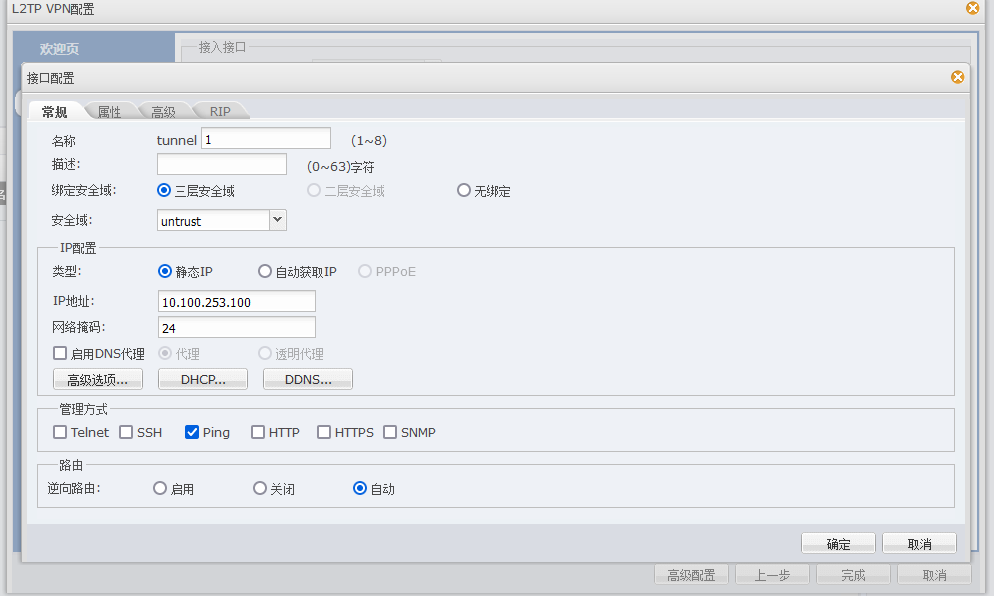 L2TP VPN配置
欢迎页
接入接口
接口配置
常规 属性 高级 RIP
名称 tunnel 1 (1~8)
描述: (0~63)字符
绑定安全域: 三层安全域 二层安全域 无绑定
安全域: untrust
IP配置
类型: 静态IP 自动获取IP PPPoE
IP地址: 10.100.253.100
网络掩码: 24
启用DNS代理 代理 透明代理
高级选项... DHCP... DDNS...
管理方式
Telnet SSH Ping HTTP HTTPS SNMP
路由
逆向路由: 启用 关闭 自动
确定 取消
高级配置 上一步 完成 取消